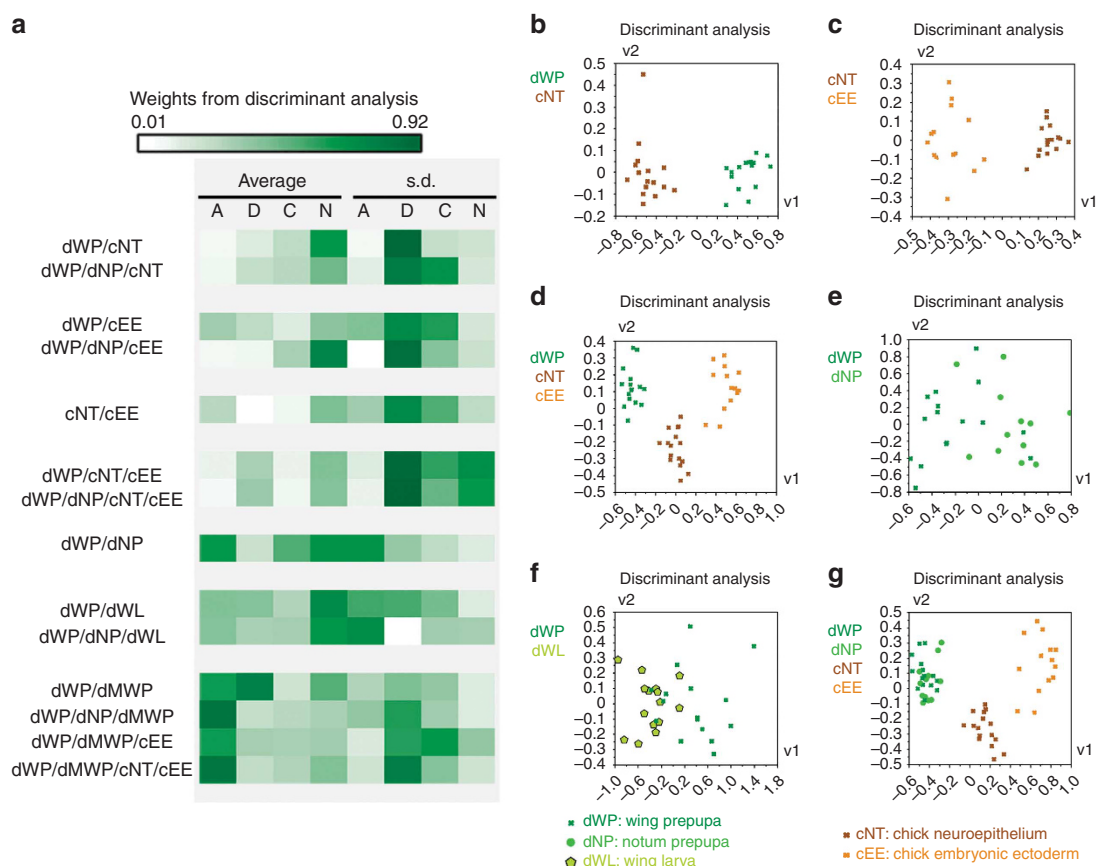 a
Weights from discriminant analysis
0.01 0.92
Average s.d.
A D C N A D C N
dWP/cNT
dWP/dNP/cNT
dWP/cEE
dWP/dNP/cEE
cNT/cEE
dWP/cNT/cEE
dWP/dNP/cNT/cEE
dWP/dNP
dWP/dWL
dWP/dNP/dWL
dWP/dMWP
dWP/dNP/dMWP
dWP/dMWP/cEE
dWP/dMWP/cNT/cEE
b
Discriminant analysis
v2
dWP
cNT
0.5
0.4
0.3
0.2
0.1
0
−0.1
−0.2
v1
−0.8 −0.6 −0.4 −0.2 0 0.2 0.4 0.6 0.8
c
Discriminant analysis
v2
cNT
cEE
0.4
0.3
0.2
0.1
0
−0.1
−0.2
−0.3
−0.4
v1
−0.5 −0.4 −0.3 −0.2 −0.1 0.0 0.1 0.2 0.3 0.4
d
Discriminant analysis
v2
dWP
cNT
cEE
0.4
0.3
0.2
0.1
0
−0.1
−0.2
−0.3
−0.4
−0.5
v1
−0.6 −0.4 −0.2 0 0.2 0.4 0.6 0.8 1.0
e
Discriminant analysis
v2
dWP
dNP
1.0
0.8
0.6
0.4
0.2
0
−0.2
−0.4
−0.6
−0.8
v1
−0.6 −0.4 −0.2 0 0.2 0.4 0.6 0.8
f
Discriminant analysis
v2
dWP
dWL
0.6
0.5
0.4
0.3
0.2
0.1
0
−0.1
−0.2
−0.3
−0.4
v1
−1.0 −0.6 −0.2 0.2 0.6 1.0 1.4 1.8
g
Discriminant analysis
v2
dWP
dNP
cNT
cEE
0.5
0.4
0.3
0.2
0.1
0
−0.1
−0.2
−0.3
−0.4
−0.5
v1
−0.6 −0.4 −0.2 0 0.2 0.4 0.6 0.8 1.0
dWP: wing prepupa
dNP: notum prepupa
dWL: wing larva
cNT: chick neuroepithelium
cEE: chick embryonic ectoderm